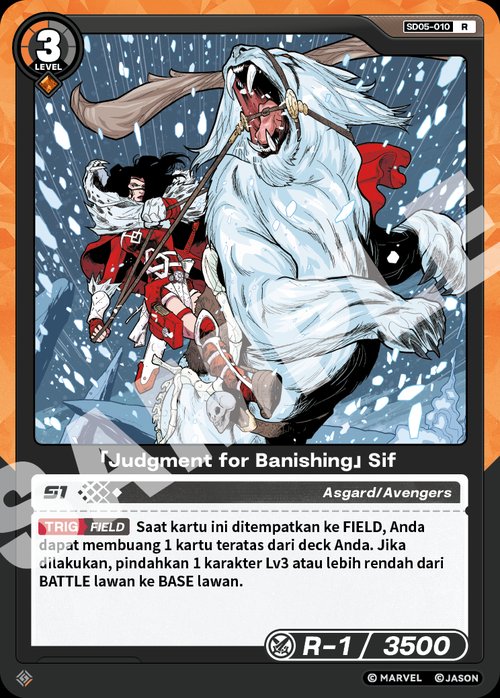 SD05-010 R
3
LEVEL
「Judgment for Banishing」 Sif
S1
Asgard/Avengers
TRIG FIELD Saat kartu ini ditempatkan ke FIELD, Anda
dapat membuang 1 kartu teratas dari deck Anda. Jika
dilakukan, pindahkan 1 karakter Lv3 atau lebih rendah dari
BATTLE lawan ke BASE lawan.
R-1 / 3500
© MARVEL © JASON
SAMPLE